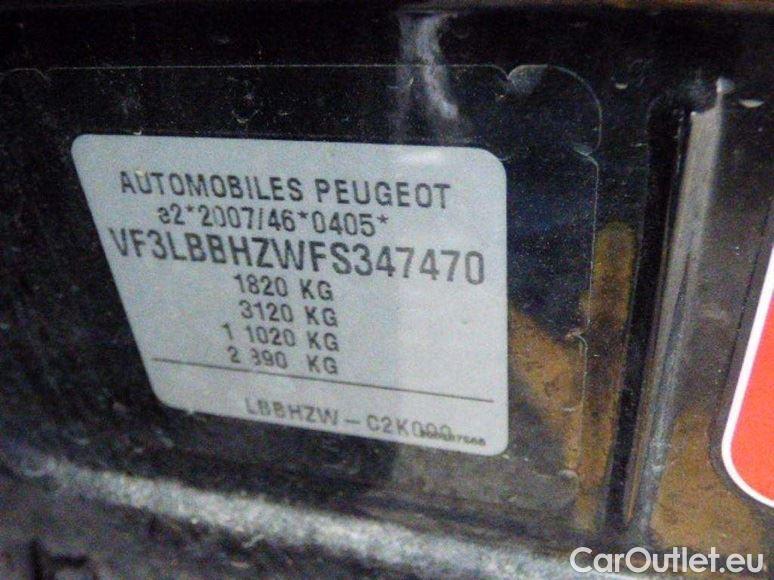 AUTOMOBILES PEUGEOT
e2*2007/46*0405*
VF3LBBHZWFS347470
1820 KG
3120 KG
1 1020 KG
2 890 KG
LBBHZW-C2K000
CarOutlet.eu